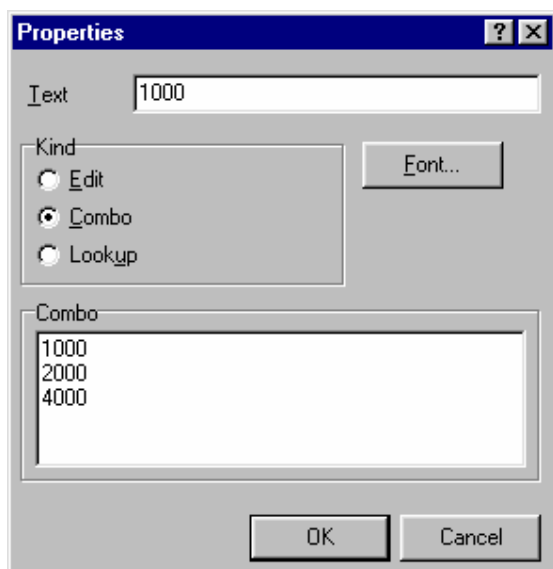 Properties
Text 1000
Kind
Edit
Font...
Combo
Lookup
Combo
1000
2000
4000
OK Cancel